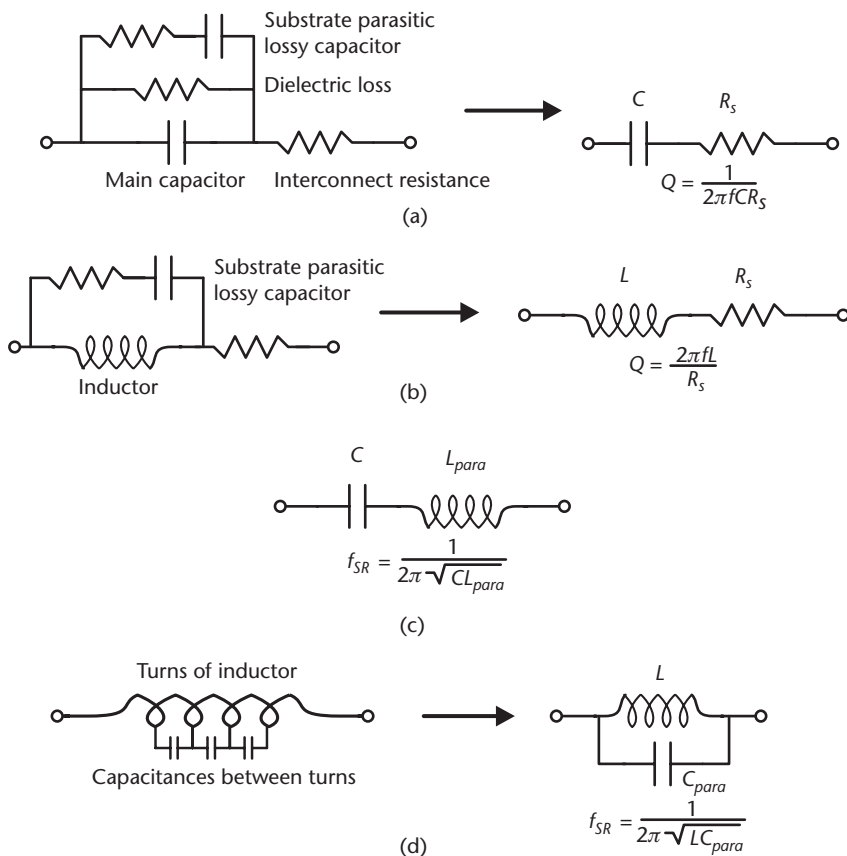 Substrate parasitic
lossy capacitor
Dielectric loss
Main capacitor
Interconnect resistance
C
R_s
Q = 1/(2πfCR_s)
(a)
Substrate parasitic
lossy capacitor
Inductor
L
R_s
Q = 2πfL/R_s
(b)
C
L_para
f_SR = 1/(2π√(CL_para))
(c)
Turns of inductor
Capacitances between turns
L
C_para
f_SR = 1/(2π√(LC_para))
(d)